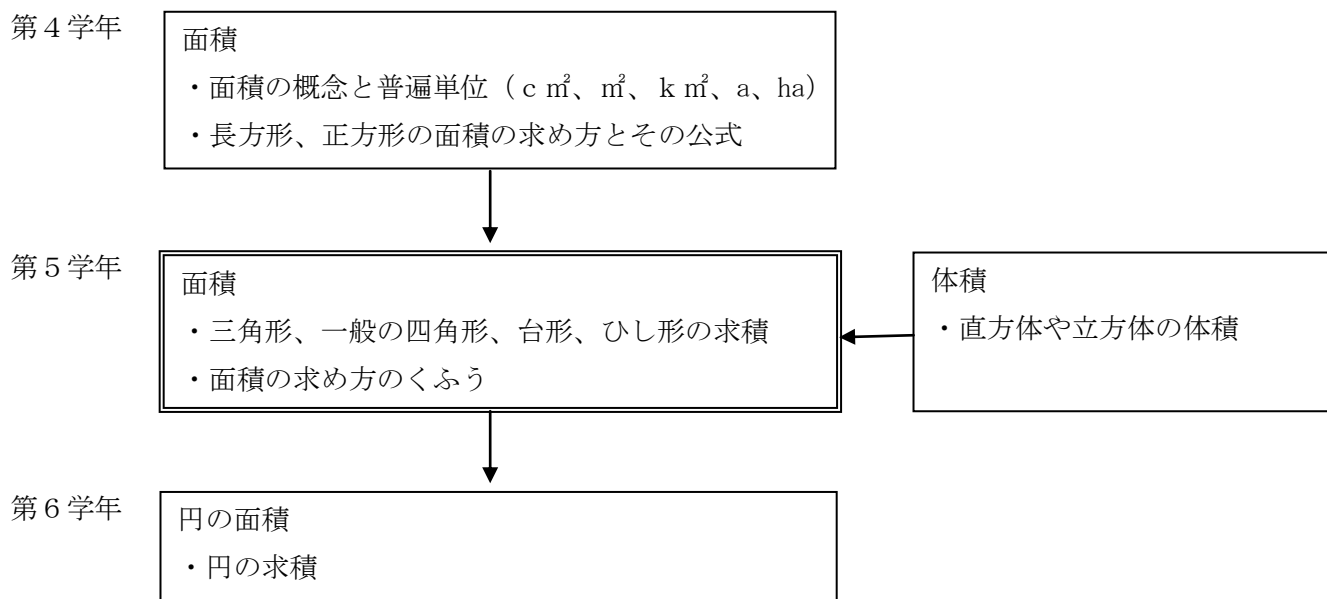 第４学年
面積
・面積の概念と普遍単位（ｃ㎡、㎡、ｋ㎡、a、ha）
・長方形、正方形の面積の求め方とその公式
第５学年
面積
・三角形、一般の四角形、台形、ひし形の求積
・面積の求め方のくふう
体積
・直方体や立方体の体積
第６学年
円の面積
・円の求積